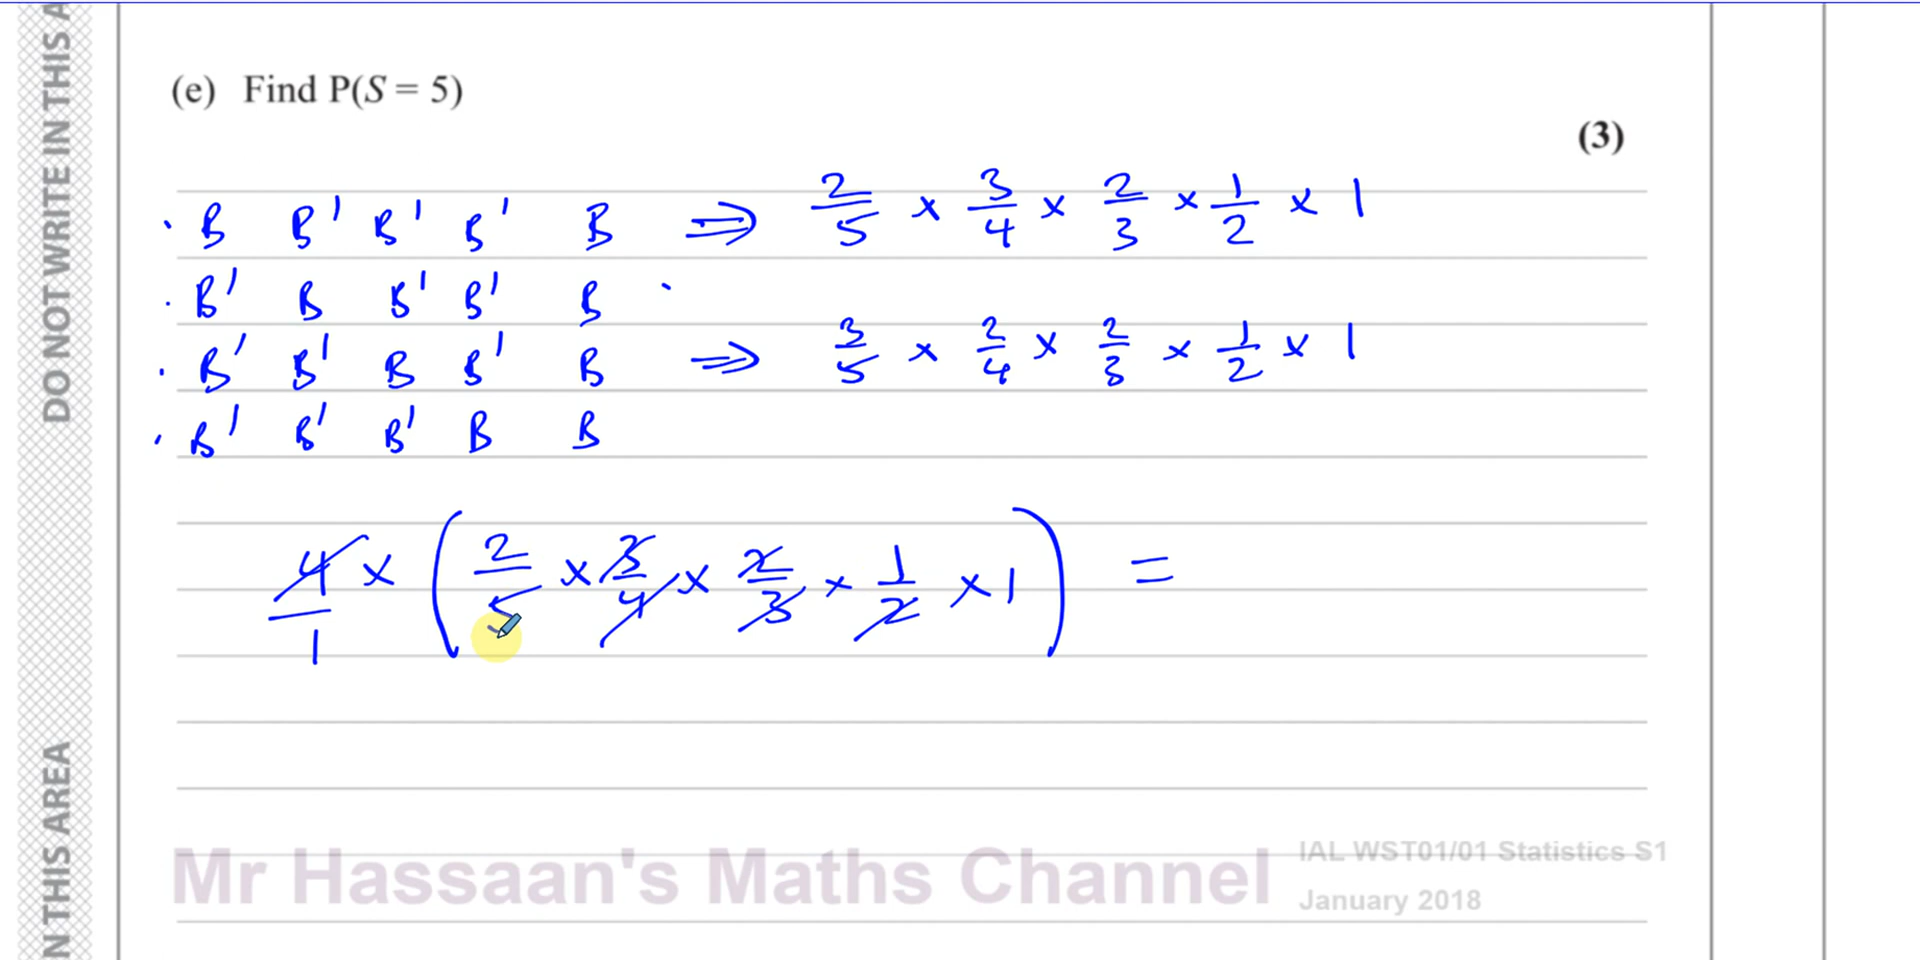 DO NOT WRITE IN THIS A
(e) Find P(S = 5)
(3)
B B' B' B' B ⇒ 2/5 × 3/4 × 2/3 × 1/2 × 1
B' B B' B' B
B' B' B B' B ⇒ 3/5 × 2/4 × 2/3 × 1/2 × 1
B' B' B' B B
4/1 × (2/5 × 3/4 × 2/3 × 1/2 × 1) =
N THIS AREA
Mr Hassaan's Maths Channel
IAL WST01/01 Statistics S1
January 2018